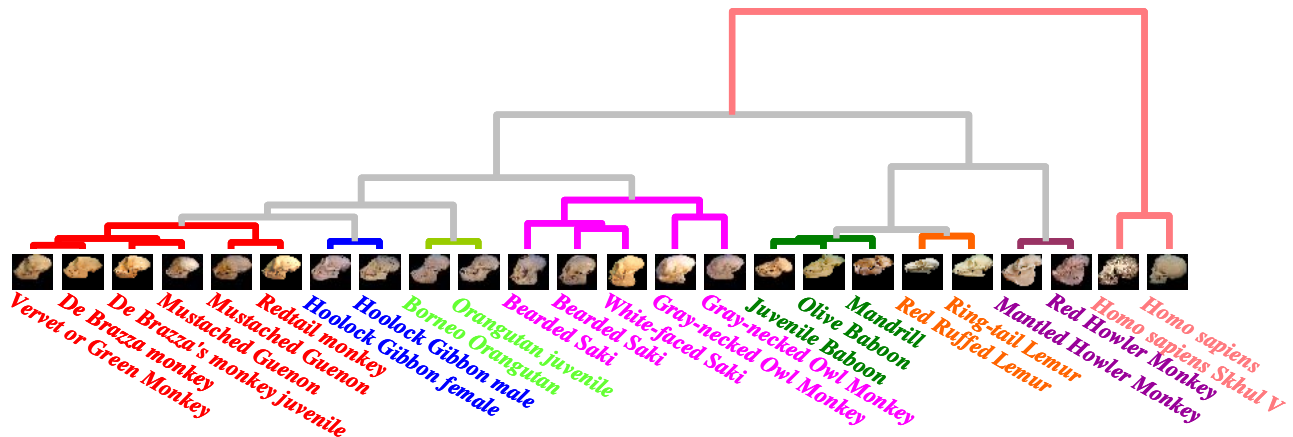 Vervet or Green Monkey
De Brazza monkey
De Brazza's monkey juvenile
Mustached Guenon
Mustached Guenon
Redtail monkey
Hoolock Gibbon female
Hoolock Gibbon male
Borneo Orangutan
Orangutan juvenile
Bearded Saki
Bearded Saki
White-faced Saki
Gray-necked Owl Monkey
Gray-necked Owl Monkey
Juvenile Baboon
Olive Baboon
Mandrill
Red Ruffed Lemur
Ring-tail Lemur
Mantled Howler Monkey
Red Howler Monkey
Homo sapiens Skhul V
Homo sapiens